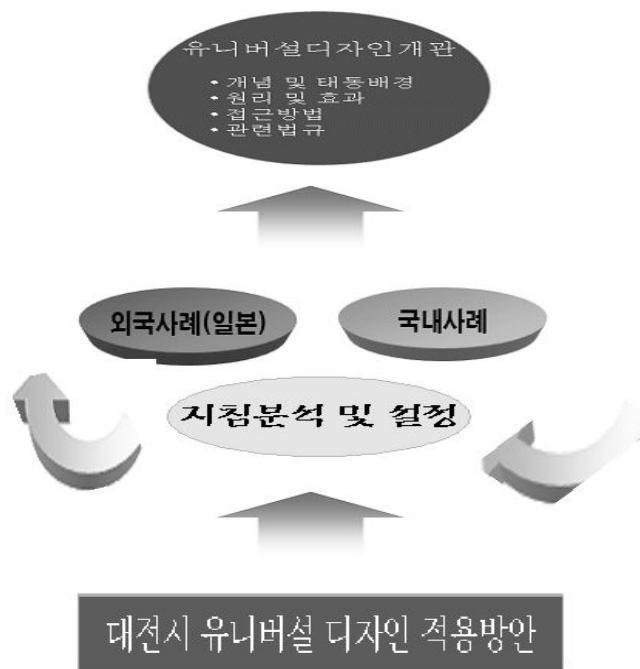 유니버설디자인개관
• 개념 및 태동배경
• 원리 및 효과
• 접근방법
• 관련법규
외국사례(일본)
국내사례
지침분석 및 설정
대전시 유니버설 디자인 적용방안